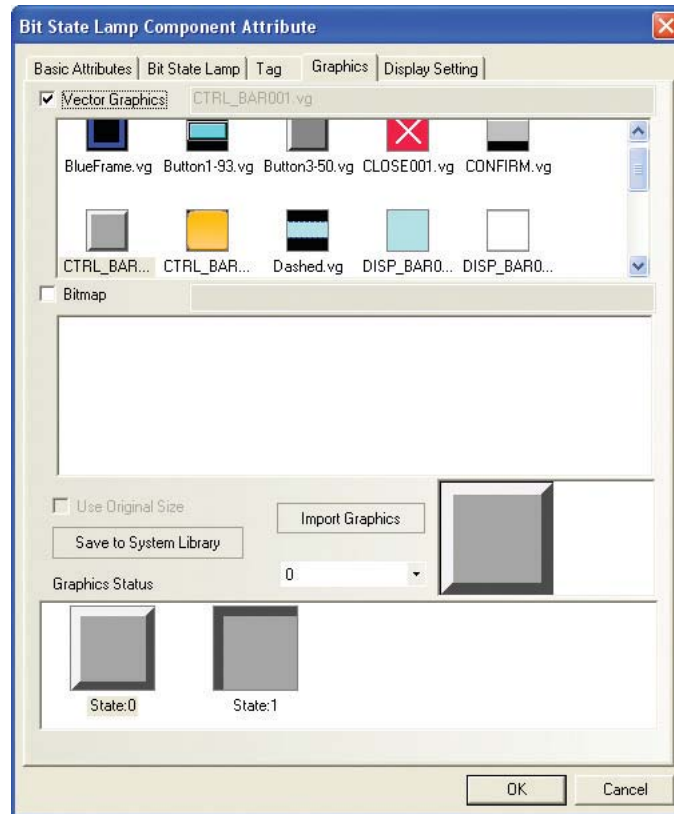 Bit State Lamp Component Attribute
Basic Attributes Bit State Lamp Tag Graphics Display Setting
Vector Graphics CTRL_BAR001.vg
BlueFrame.vg Button1-93.vg Button3-50.vg CLOSE001.vg CONFIRM.vg
CTRL_BAR... CTRL_BAR... Dashed.vg DISP_BAR0... DISP_BAR0...
Bitmap
Use Original Size
Import Graphics
Save to System Library
0
Graphics Status
State:0 State:1
OK Cancel